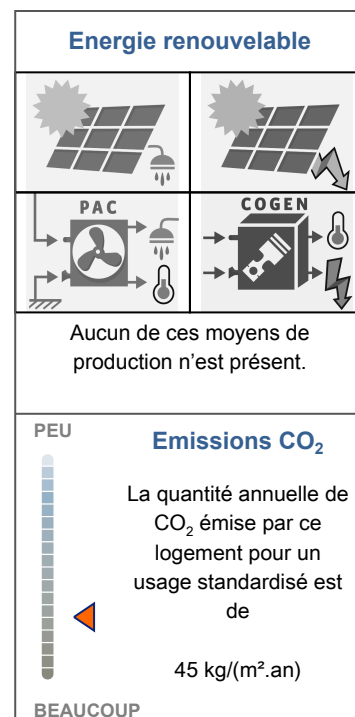 Energie renouvelable
PAC
COGEN
Aucun de ces moyens de
production n'est présent.
PEU
Emissions CO₂
La quantité annuelle de
CO₂ émise par ce
logement pour un
usage standardisé est
de
45 kg/(m².an)
BEAUCOUP